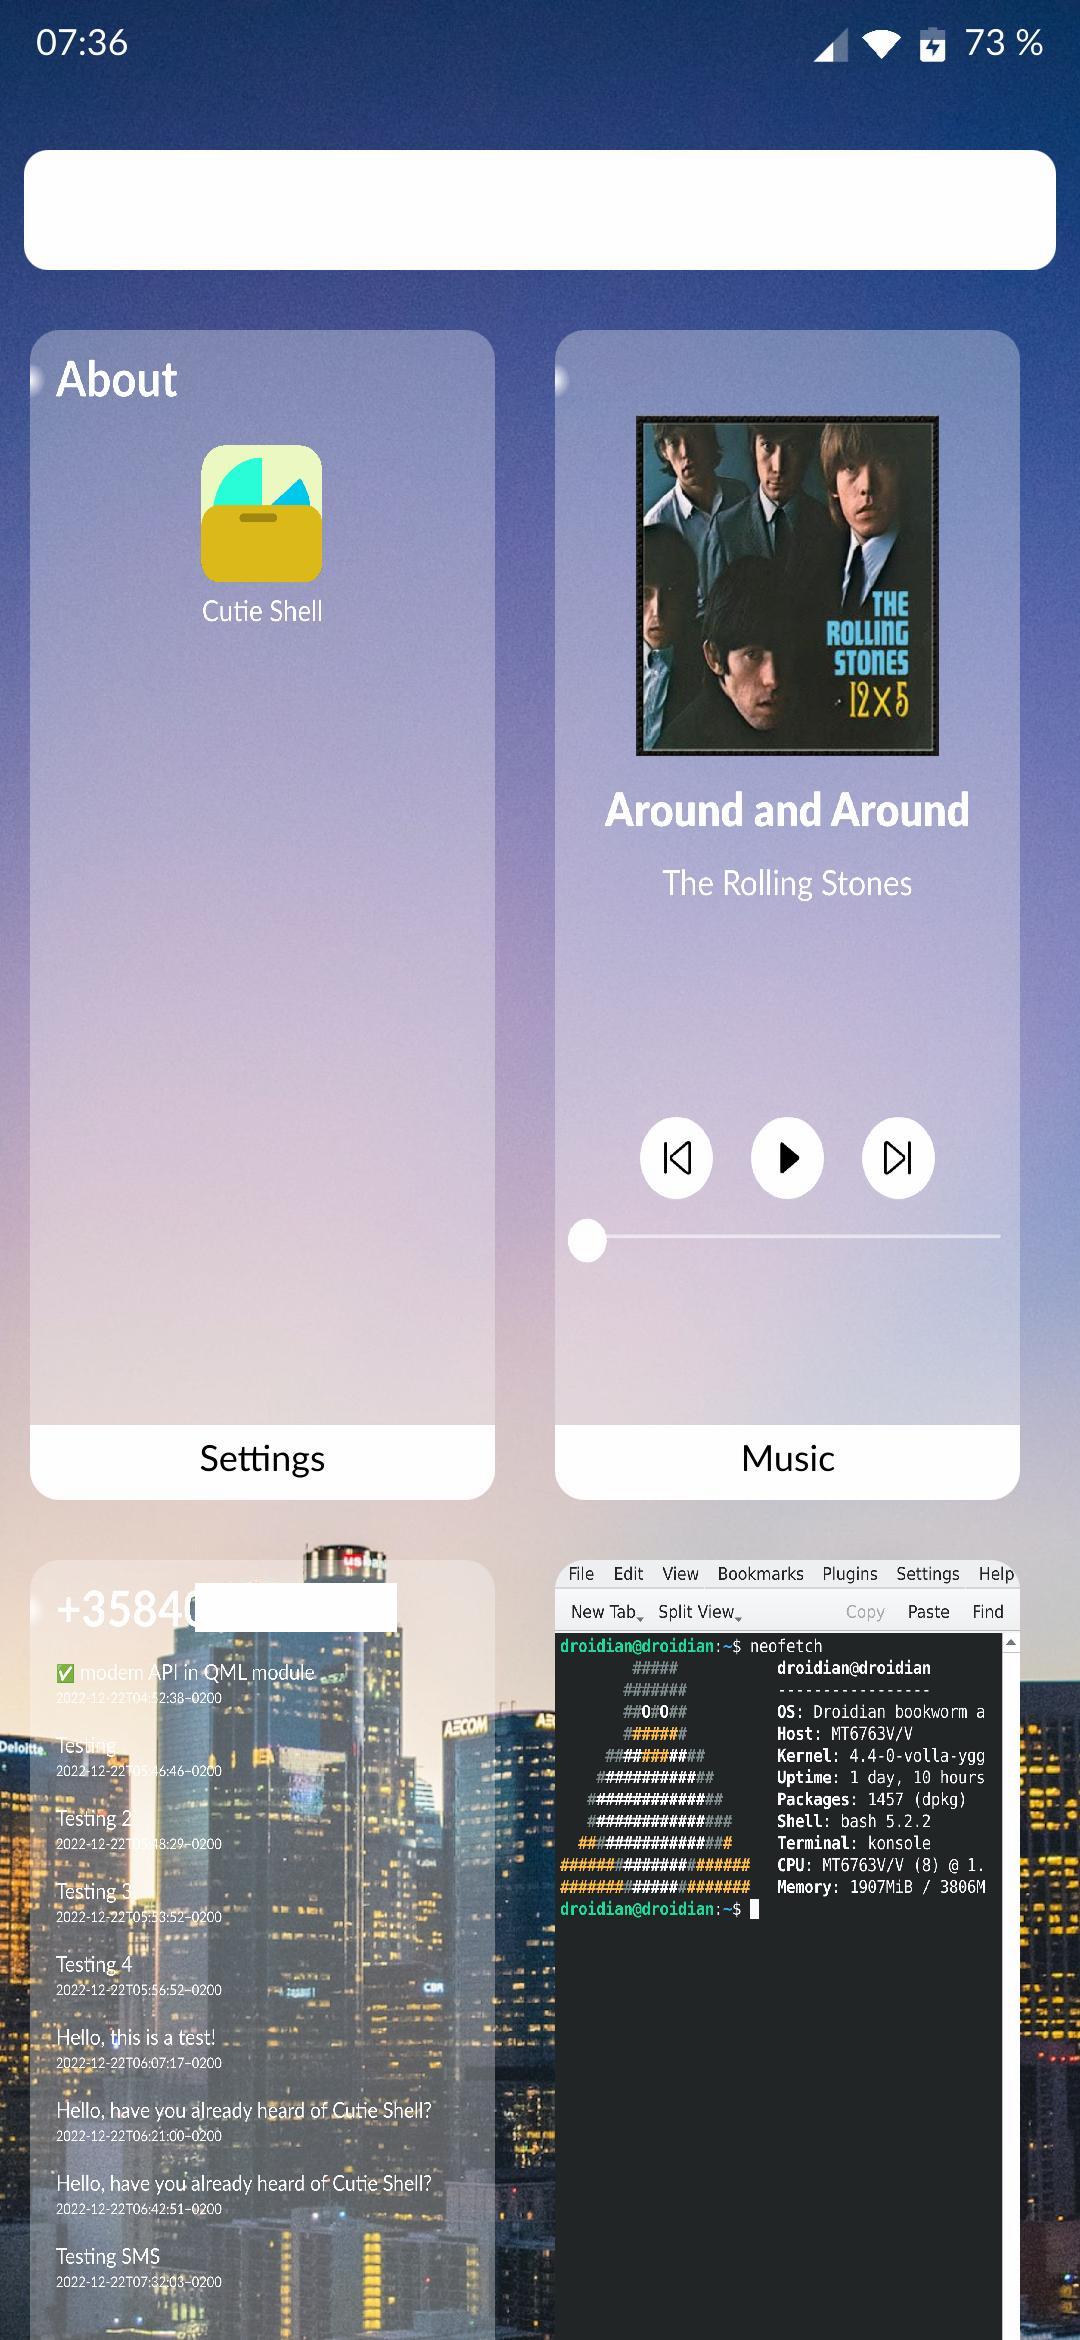 07:36 73 %
About
Cutie Shell
Settings
THE
ROLLING
STONES
12X5
Around and Around
The Rolling Stones
Music
+3584
✅ modem API in QML module
2022-12-22T04:52:38-0200
Testing
2022-12-22T05:46:46-0200
Testing 2
2022-12-22T05:48:29-0200
Testing 3
2022-12-22T05:53:52-0200
Testing 4
2022-12-22T05:56:52-0200
Hello, this is a test!
2022-12-22T06:07:17-0200
Hello, have you already heard of Cutie Shell?
2022-12-22T06:21:00-0200
Hello, have you already heard of Cutie Shell?
2022-12-22T06:42:51-0200
Testing SMS
2022-12-22T07:32:03-0200
Deloitte.
usba
AECOM
AE
CBR
File Edit View Bookmarks Plugins Settings Help
New Tab Split View Copy Paste Find
droidian@droidian:~$ neofetch
##### droidian@droidian
####### -----------------
##O#O## OS: Droidian bookworm a
####### Host: MT6763V/V
########### Kernel: 4.4-0-volla-ygg
############# Uptime: 1 day, 10 hours
############### Packages: 1457 (dpkg)
################ Shell: bash 5.2.2
################# Terminal: konsole
##################### CPU: MT6763V/V (8) @ 1.
##################### Memory: 1907MiB / 3806M
droidian@droidian:~$